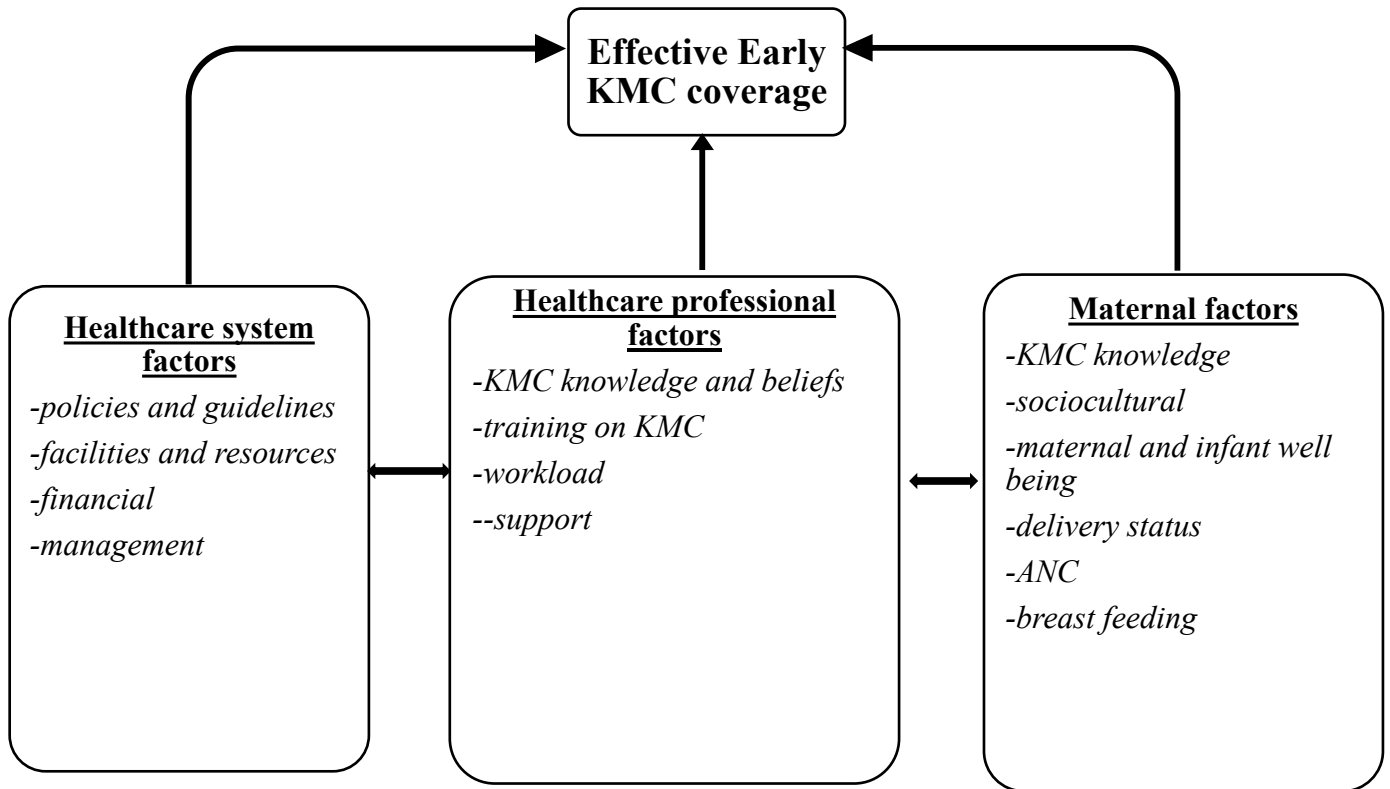 Effective Early
KMC coverage
Healthcare system
factors
-policies and guidelines
-facilities and resources
-financial
-management
Healthcare professional
factors
-KMC knowledge and beliefs
-training on KMC
-workload
--support
Maternal factors
-KMC knowledge
-sociocultural
-maternal and infant well
being
-delivery status
-ANC
-breast feeding